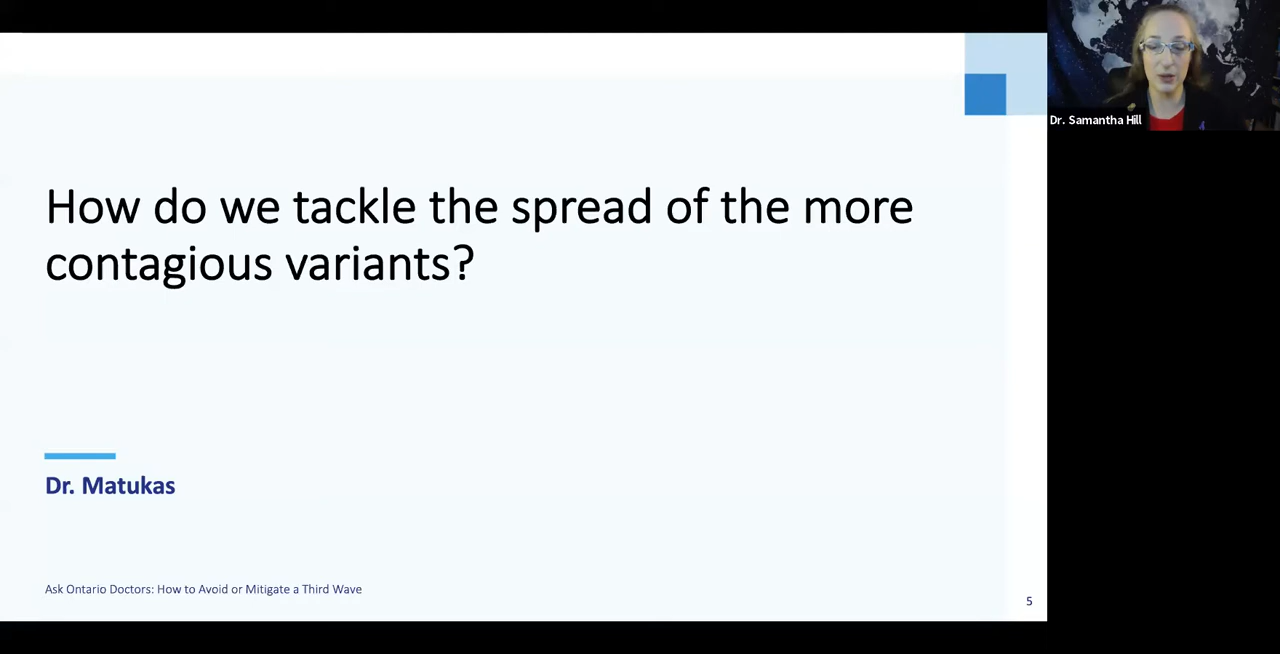 How do we tackle the spread of the more
contagious variants?
Dr. Matukas
Ask Ontario Doctors: How to Avoid or Mitigate a Third Wave
5
Dr. Samantha Hill